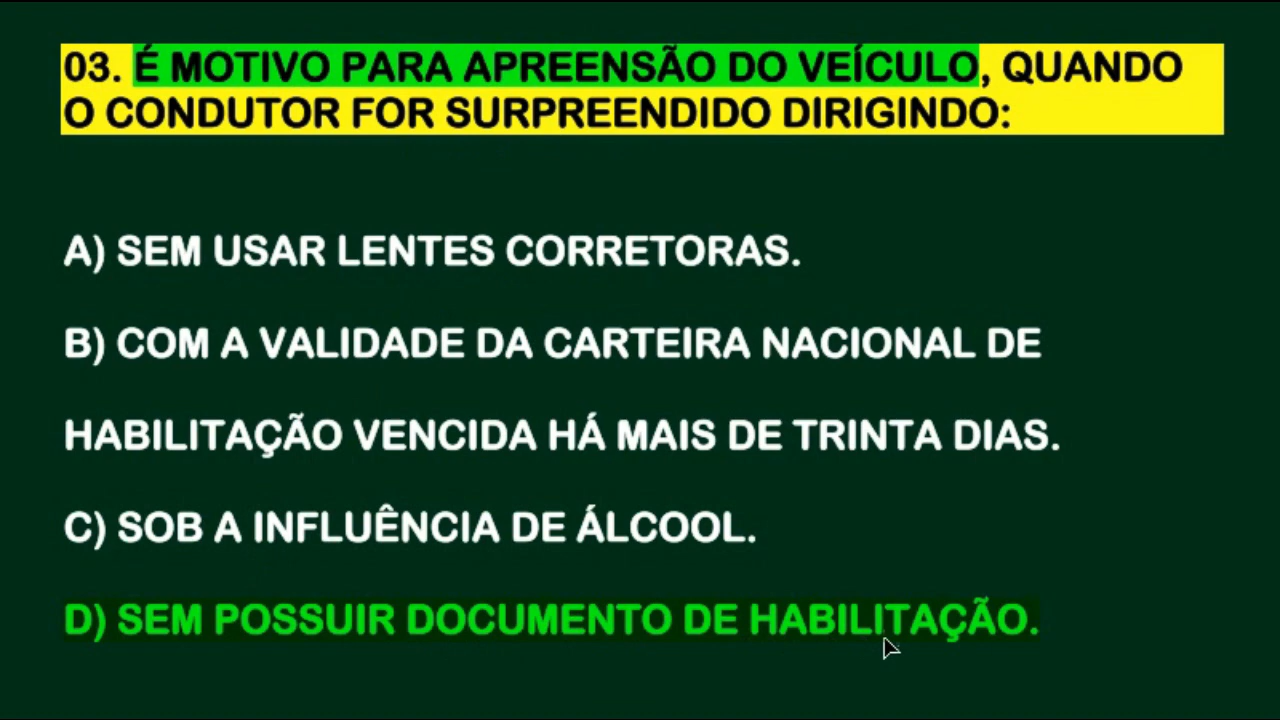 03. É MOTIVO PARA APREENSÃO DO VEÍCULO, QUANDO
O CONDUTOR FOR SURPREENDIDO DIRIGINDO:
A) SEM USAR LENTES CORRETORAS.
B) COM A VALIDADE DA CARTEIRA NACIONAL DE
HABILITAÇÃO VENCIDA HÁ MAIS DE TRINTA DIAS.
C) SOB A INFLUÊNCIA DE ÁLCOOL.
D) SEM POSSUIR DOCUMENTO DE HABILITAÇÃO.